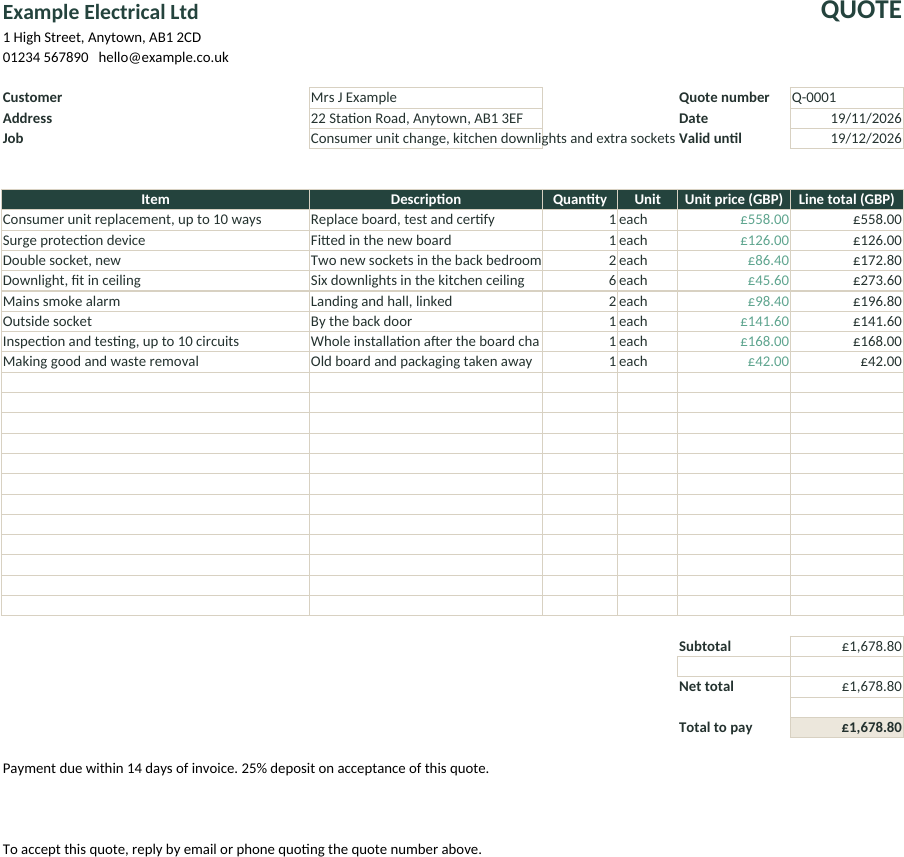 Example Electrical Ltd QUOTE
1 High Street, Anytown, AB1 2CD
01234 567890 hello@example.co.uk
Customer Mrs J Example Quote number Q-0001
Address 22 Station Road, Anytown, AB1 3EF Date 19/11/2026
Job Consumer unit change, kitchen downlights and extra sockets Valid until 19/12/2026
Item Description Quantity Unit Unit price (GBP) Line total (GBP)
Consumer unit replacement, up to 10 ways Replace board, test and certify 1 each £558.00 £558.00
Surge protection device Fitted in the new board 1 each £126.00 £126.00
Double socket, new Two new sockets in the back bedroom 2 each £86.40 £172.80
Downlight, fit in ceiling Six downlights in the kitchen ceiling 6 each £45.60 £273.60
Mains smoke alarm Landing and hall, linked 2 each £98.40 £196.80
Outside socket By the back door 1 each £141.60 £141.60
Inspection and testing, up to 10 circuits Whole installation after the board cha 1 each £168.00 £168.00
Making good and waste removal Old board and packaging taken away 1 each £42.00 £42.00
Subtotal £1,678.80
Net total £1,678.80
Total to pay £1,678.80
Payment due within 14 days of invoice. 25% deposit on acceptance of this quote.
To accept this quote, reply by email or phone quoting the quote number above.